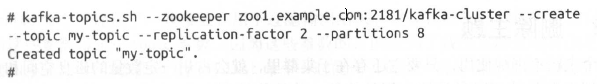 # kafka-topics.sh --zookeeper zoo1.example.com:2181/kafka-cluster --create
--topic my-topic --replication-factor 2 --partitions 8
Created topic "my-topic".
#